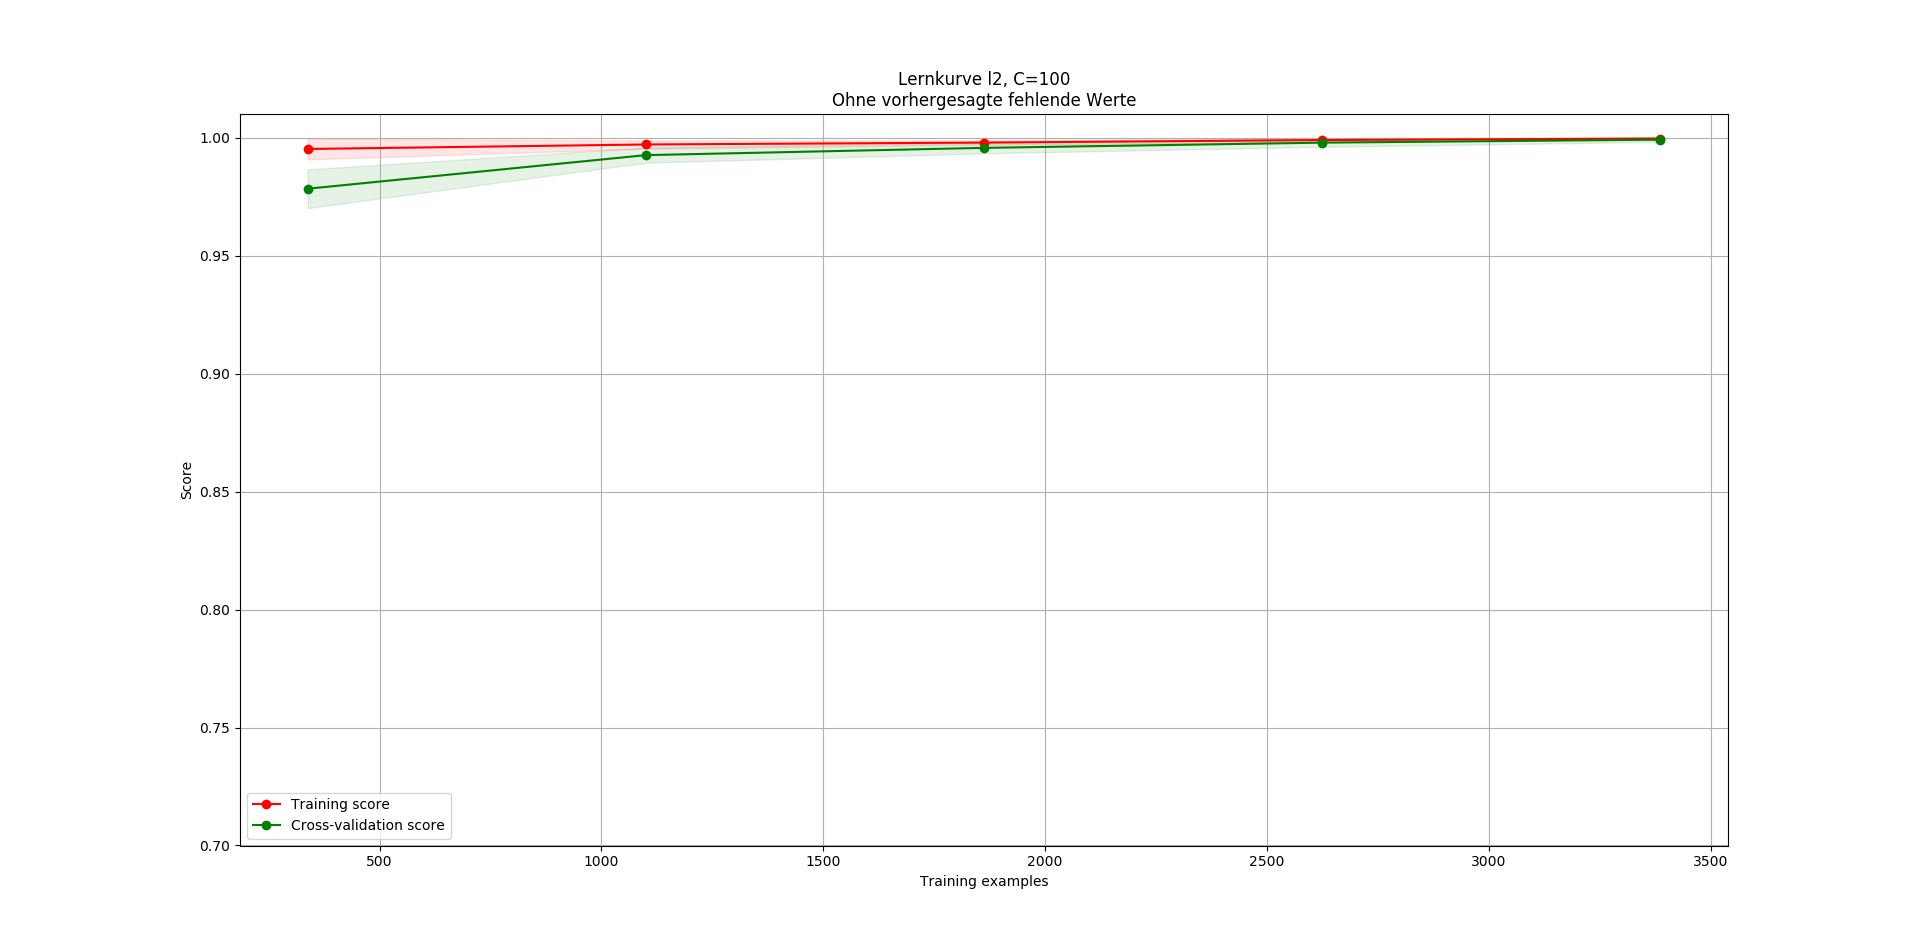 Lernkurve l2, C=100
Ohne vorhergesagte fehlende Werte
1.00
0.95
0.90
0.85
0.80
0.75
0.70
Score
Training score
Cross-validation score
500 1000 1500 2000 2500 3000 3500
Training examples